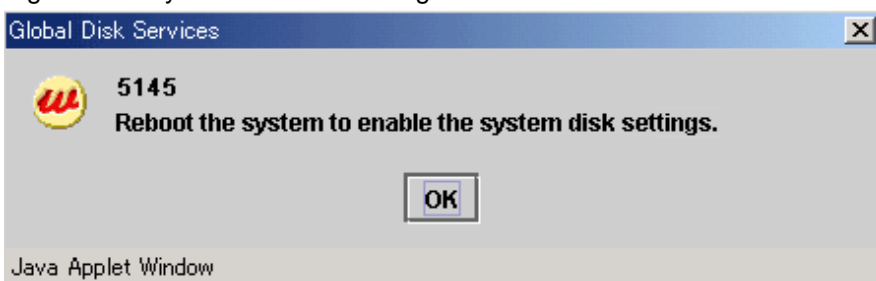 Global Disk Services
5145
Reboot the system to enable the system disk settings.
OK
Java Applet Window